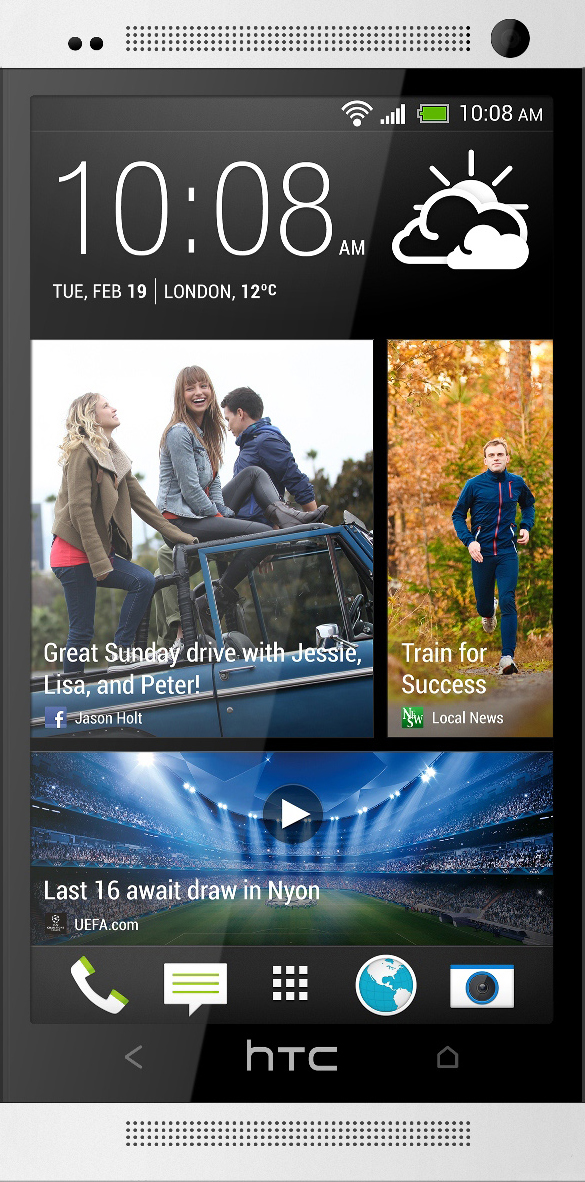 10:08 AM
10:08 AM
TUE, FEB 19 | LONDON, 12°C
Great Sunday drive with Jessie,
Lisa, and Peter!
f Jason Holt
Train for
Success
NEWS Local News
Last 16 await draw in Nyon
UEFA.com
hTC